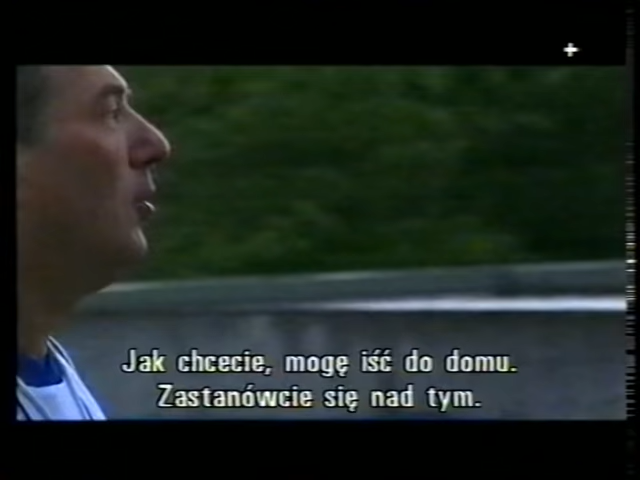 Jak chcecie, mogę iść do domu.
Zastanówcie się nad tym.